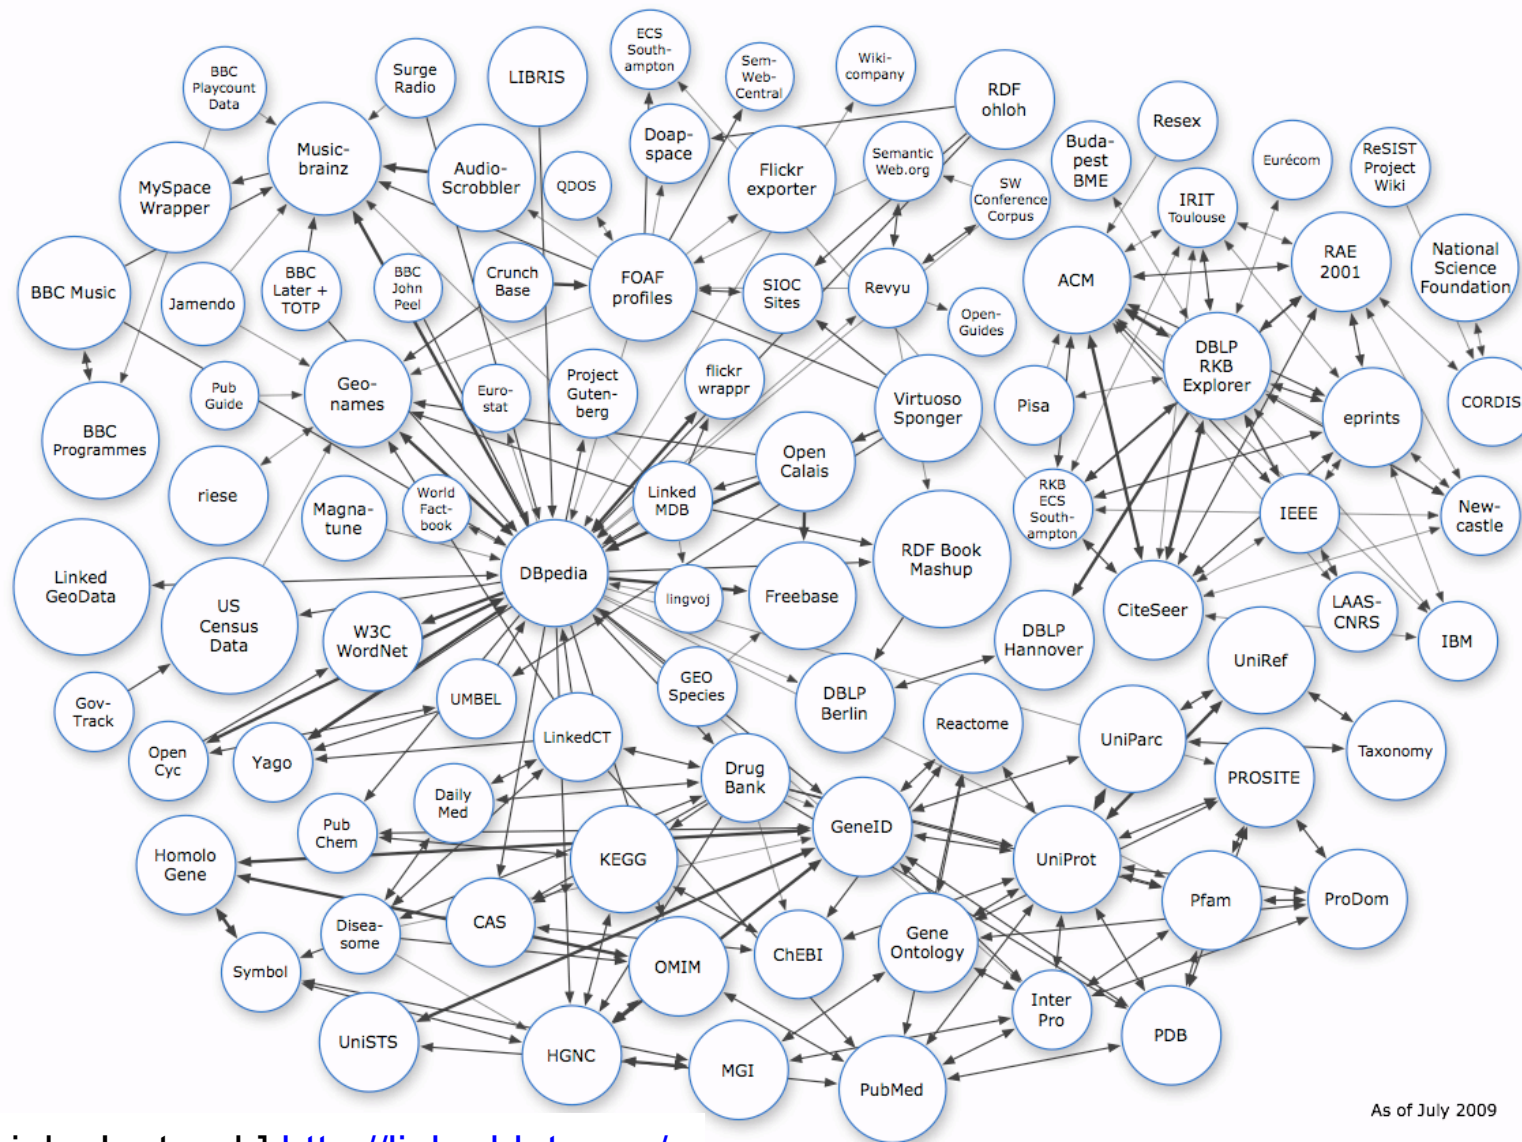 BBC
Playcount
Data
Surge
Radio
LIBRIS
ECS
South-
ampton
Sem-
Web-
Central
Wiki-
company
RDF
ohloh
Resex
Music-
brainz
Audio-
Scrobbler
QDOS
Doap-
space
Flickr
exporter
Semantic
Web.org
SW
Conference
Corpus
Buda-
pest
BME
Eurécom
ReSIST
Project
Wiki
MySpace
Wrapper
IRIT
Toulouse
RAE
2001
National
Science
Foundation
BBC Music
Jamendo
BBC
Later +
TOTP
BBC
John
Peel
Crunch
Base
FOAF
profiles
SIOC
Sites
Revyu
Open-
Guides
ACM
DBLP
RKB
Explorer
Pub
Guide
Geo-
names
Euro-
stat
Project
Guten-
berg
flickr
wrappr
Virtuoso
Sponger
Pisa
eprints
CORDIS
BBC
Programmes
riese
Magna-
tune
World
Fact-
book
Linked
MDB
Open
Calais
RKB
ECS
South-
ampton
IEEE
New-
castle
Linked
GeoData
US
Census
Data
W3C
WordNet
DBpedia
lingvoj
Freebase
RDF Book
Mashup
DBLP
Hannover
CiteSeer
LAAS-
CNRS
IBM
Gov-
Track
Open
Cyc
Yago
UMBEL
LinkedCT
GEO
Species
DBLP
Berlin
Reactome
UniParc
UniRef
Taxonomy
PROSITE
Pub
Chem
Daily
Med
Drug
Bank
GeneID
UniProt
Homolo
Gene
KEGG
Pfam
ProDom
Disea-
some
CAS
OMIM
ChEBI
Gene
Ontology
Symbol
Inter
Pro
UniSTS
HGNC
MGI
PubMed
PDB
As of July 2009